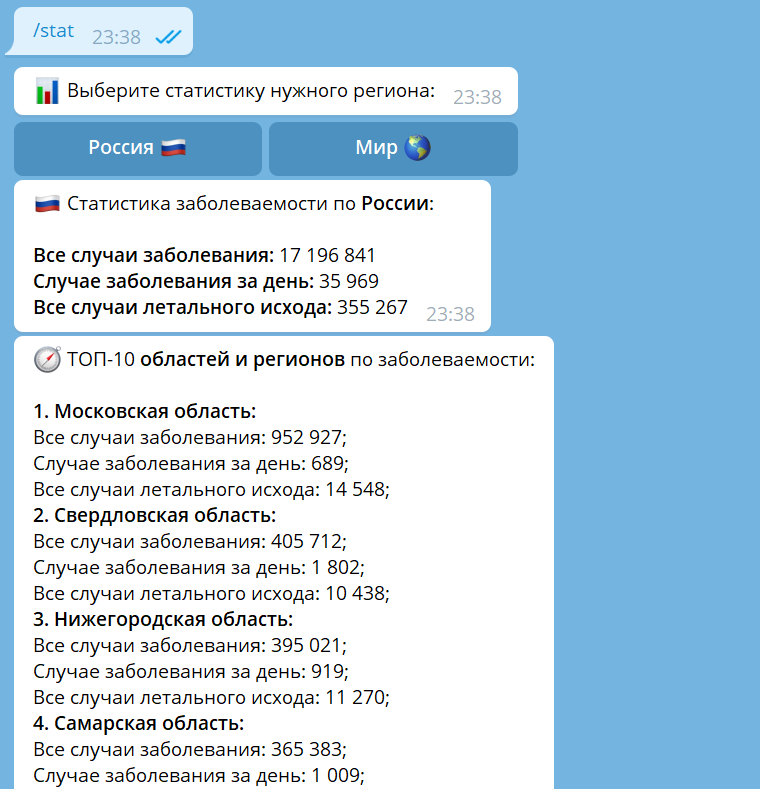 /stat 23:38
Выберите статистику нужного региона: 23:38
Россия
Мир
Статистика заболеваемости по России:
Все случаи заболевания: 17 196 841
Случае заболевания за день: 35 969
Все случаи летального исхода: 355 267 23:38
ТОП-10 областей и регионов по заболеваемости:
1. Московская область:
Все случаи заболевания: 952 927;
Случае заболевания за день: 689;
Все случаи летального исхода: 14 548;
2. Свердловская область:
Все случаи заболевания: 405 712;
Случае заболевания за день: 1 802;
Все случаи летального исхода: 10 438;
3. Нижегородская область:
Все случаи заболевания: 395 021;
Случае заболевания за день: 919;
Все случаи летального исхода: 11 270;
4. Самарская область:
Все случаи заболевания: 365 383;
Случае заболевания за день: 1 009;